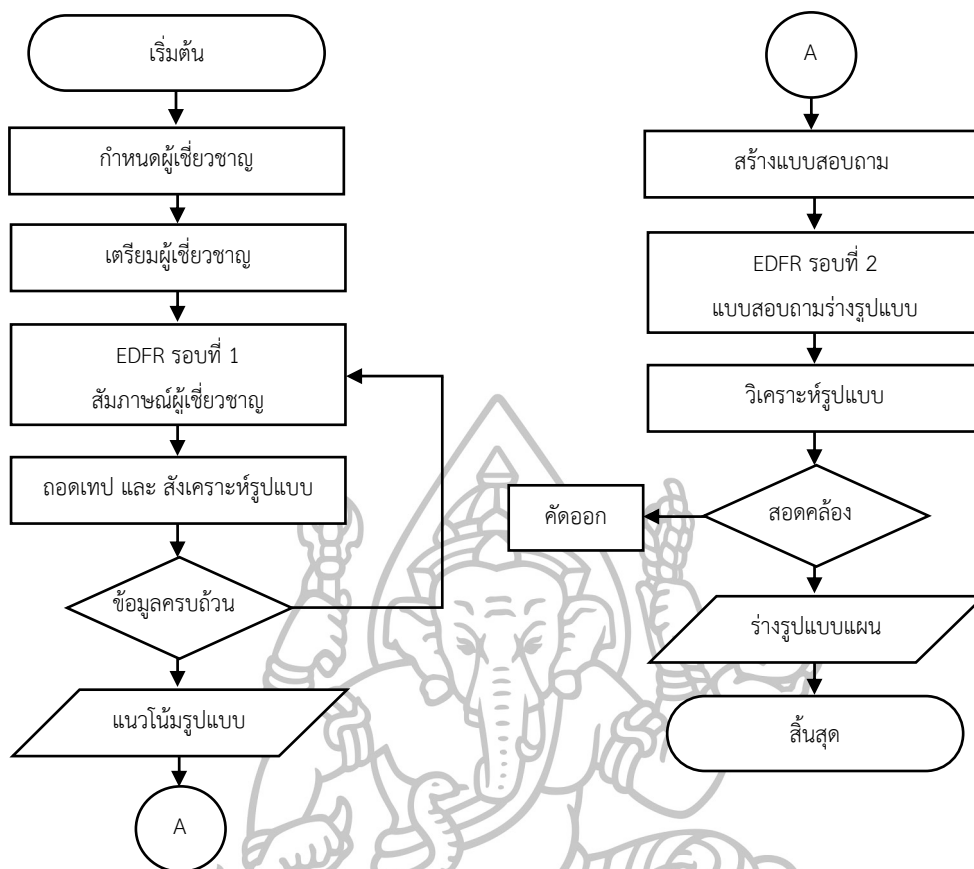 เริ่มต้น
กำหนดผู้เชี่ยวชาญ
เตรียมผู้เชี่ยวชาญ
EDFR รอบที่ 1
สัมภาษณ์ผู้เชี่ยวชาญ
ถอดเทป และ สังเคราะห์รูปแบบ
ข้อมูลครบถ้วน
แนวโน้มรูปแบบ
A
A
สร้างแบบสอบถาม
EDFR รอบที่ 2
แบบสอบถามร่างรูปแบบ
วิเคราะห์รูปแบบ
สอดคล้อง
คัดออก
ร่างรูปแบบแผน
สิ้นสุด